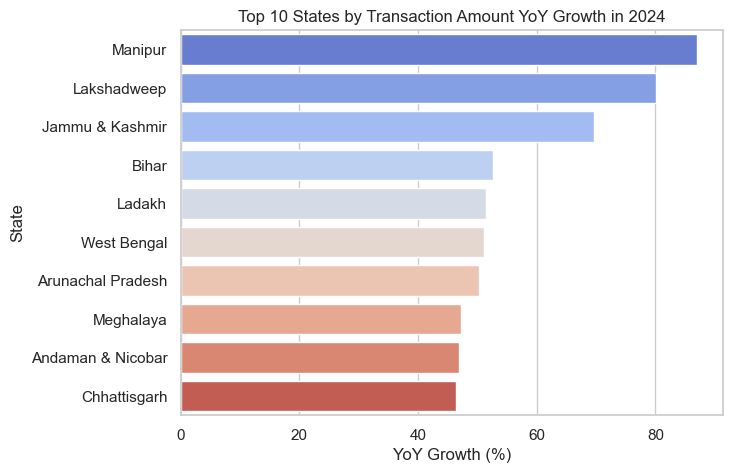 Top 10 States by Transaction Amount YoY Growth in 2024
Manipur
Lakshadweep
Jammu & Kashmir
Bihar
Ladakh
West Bengal
Arunachal Pradesh
Meghalaya
Andaman & Nicobar
Chhattisgarh
State
0 20 40 60 80
YoY Growth (%)